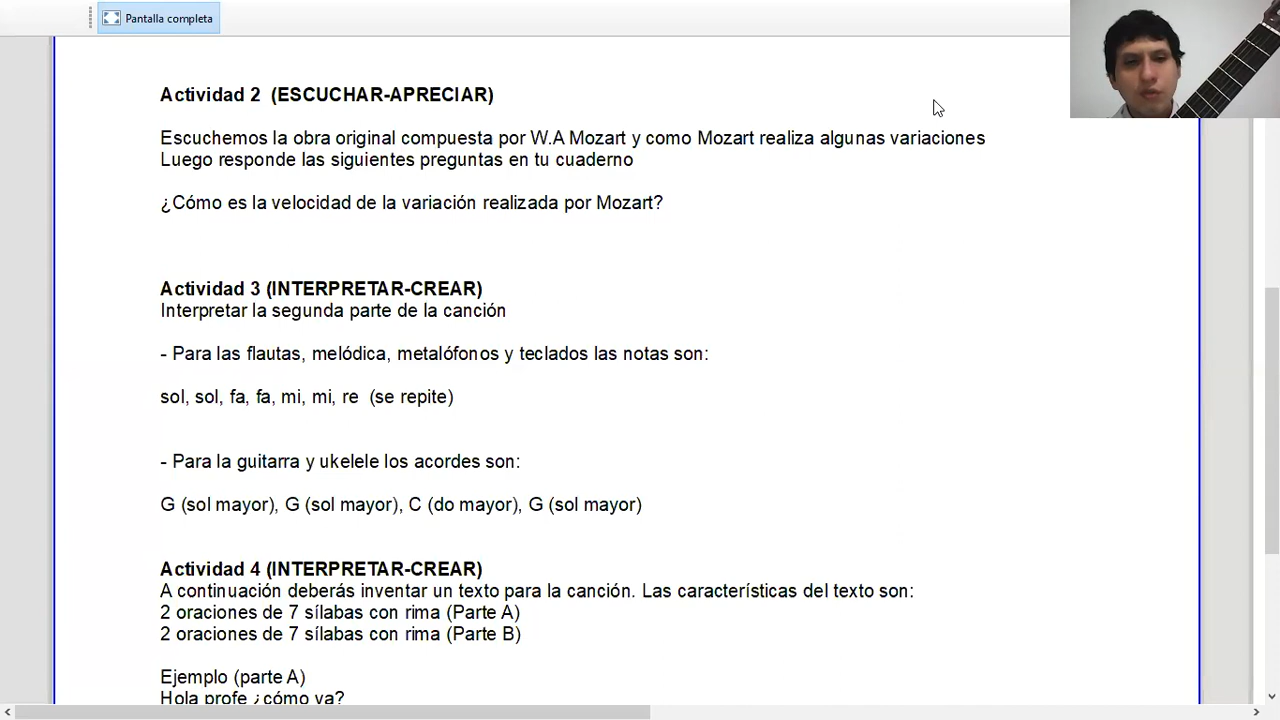 Pantalla completa
Actividad 2  (ESCUCHAR-APRECIAR)
Escuchemos la obra original compuesta por W.A Mozart y como Mozart realiza algunas variaciones
Luego responde las siguientes preguntas en tu cuaderno
¿Cómo es la velocidad de la variación realizada por Mozart?
Actividad 3 (INTERPRETAR-CREAR)
Interpretar la segunda parte de la canción
- Para las flautas, melódica, metalófonos y teclados las notas son:
sol, sol, fa, fa, mi, mi, re  (se repite)
- Para la guitarra y ukelele los acordes son:
G (sol mayor), G (sol mayor), C (do mayor), G (sol mayor)
Actividad 4 (INTERPRETAR-CREAR)
A continuación deberás inventar un texto para la canción. Las características del texto son:
2 oraciones de 7 sílabas con rima (Parte A)
2 oraciones de 7 sílabas con rima (Parte B)
Ejemplo (parte A)
Hola profe ¿cómo va?